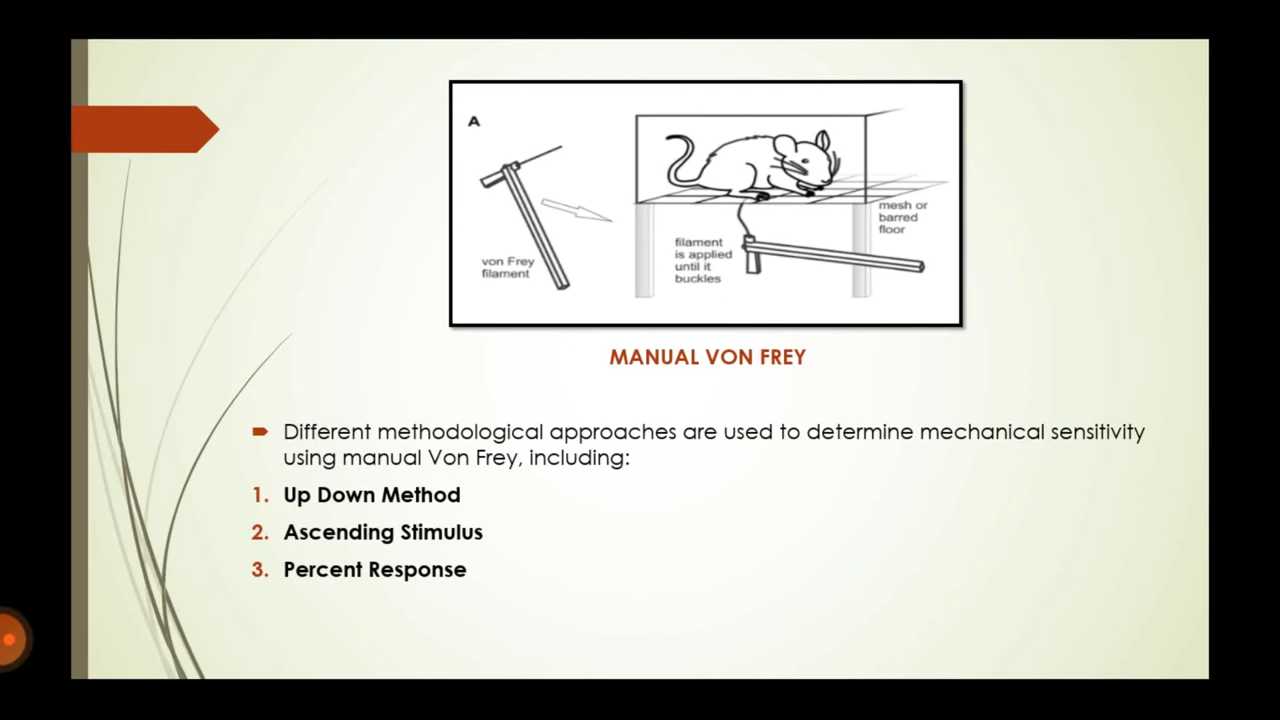 A
von Frey
filament
filament
is applied
until it
buckles
mesh or
barred
floor
MANUAL VON FREY
Different methodological approaches are used to determine mechanical sensitivity
using manual Von Frey, including:
1. Up Down Method
2. Ascending Stimulus
3. Percent Response